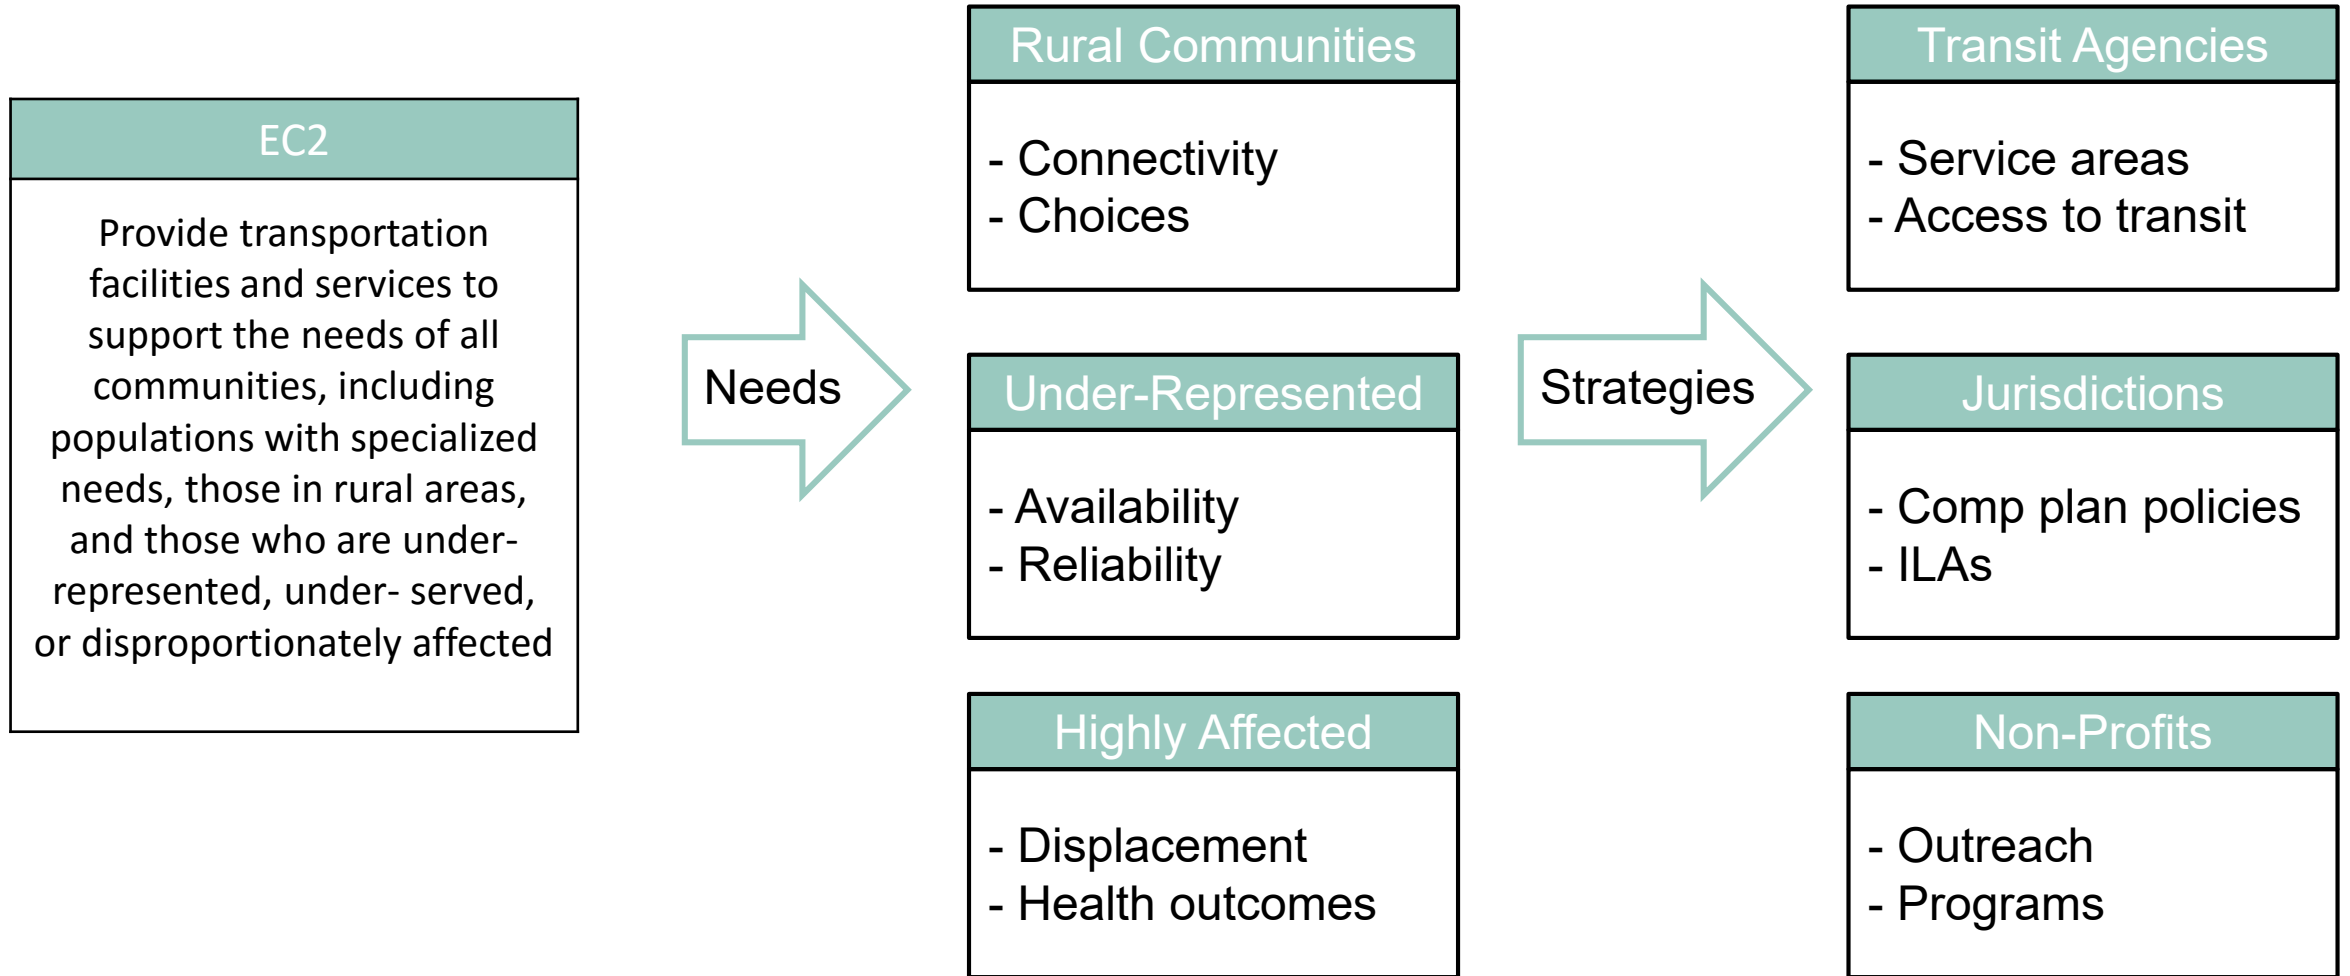 EC2
Provide transportation
facilities and services to
support the needs of all
communities, including
populations with specialized
needs, those in rural areas,
and those who are under-
represented, under- served,
or disproportionately affected
Needs
Rural Communities
- Connectivity
- Choices
Under-Represented
- Availability
- Reliability
Highly Affected
- Displacement
- Health outcomes
Strategies
Transit Agencies
- Service areas
- Access to transit
Jurisdictions
- Comp plan policies
- ILAs
Non-Profits
- Outreach
- Programs